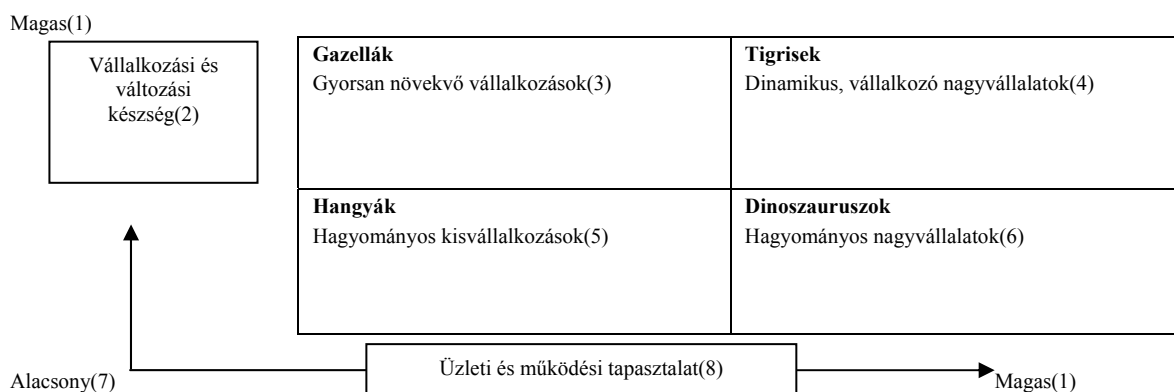 Magas(1)
Vállalkozási és
változási
készség(2)
Gazellák
Gyorsan növekvő vállalkozások(3)
Tigrisek
Dinamikus, vállalkozó nagyvállalatok(4)
Hangyák
Hagyományos kisvállalkozások(5)
Dinoszauruszok
Hagyományos nagyvállalatok(6)
Alacsony(7)
Üzleti és működési tapasztalat(8)
Magas(1)